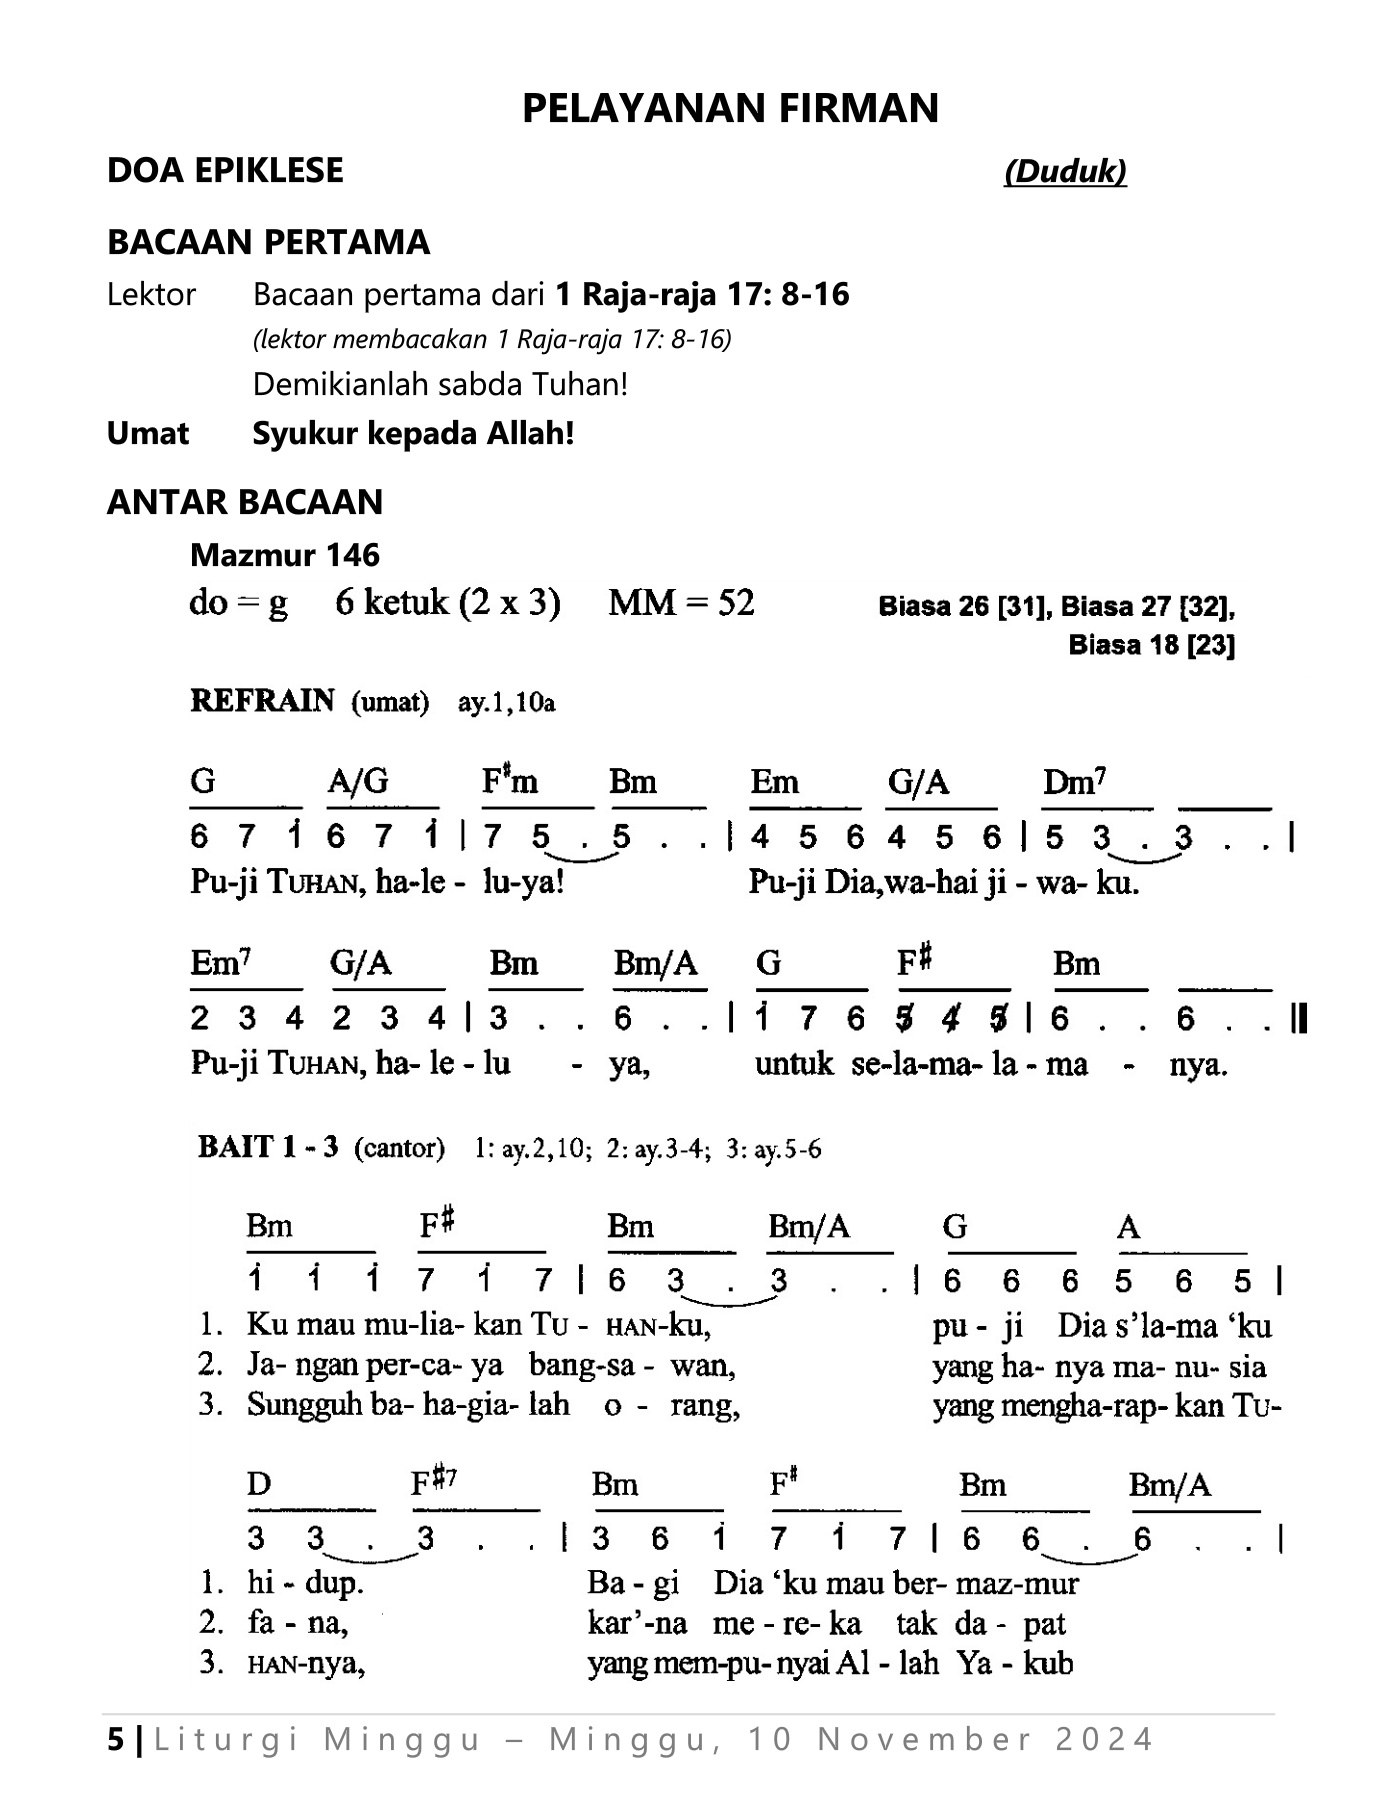 PELAYANAN FIRMAN
DOA EPIKLESE (Duduk)
BACAAN PERTAMA
Lektor Bacaan pertama dari 1 Raja-raja 17: 8-16
(lektor membacakan 1 Raja-raja 17: 8-16)
Demikianlah sabda Tuhan!
Umat Syukur kepada Allah!
ANTAR BACAAN
Mazmur 146
do = g 6 ketuk (2 x 3) MM = 52 Biasa 26 [31], Biasa 27 [32],
Biasa 18 [23]
REFRAIN (umat) ay.1,10a
G A/G F#m Bm Em G/A Dm7
6 7 1̇ 6 7 1̇ | 7 5 . 5 . . | 4 5 6 4 5 6 | 5 3 . 3 . . |
Pu-ji TUHAN, ha-le - lu-ya! Pu-ji Dia,wa-hai ji - wa- ku.
Em7 G/A Bm Bm/A G F# Bm
2 3 4 2 3 4 | 3 . . 6 . . | 1̇ 7 6 5̸ 4̸ 5̸ | 6 . . 6 . . ||
Pu-ji TUHAN, ha- le - lu - ya, untuk se-la-ma- la - ma - nya.
BAIT 1 - 3 (cantor) 1: ay.2,10; 2: ay.3-4; 3: ay.5-6
Bm F# Bm Bm/A G A
1̇ 1̇ 1̇ 7 1̇ 7 | 6 3 . 3 . . | 6 6 6 5 6 5 |
1. Ku mau mu-lia- kan TU - HAN-ku, pu - ji Dia s'la-ma 'ku
2. Ja- ngan per-ca- ya bang-sa - wan, yang ha- nya ma- nu- sia
3. Sungguh ba- ha-gia- lah o - rang, yang mengha-rap- kan TU-
D F#7 Bm F# Bm Bm/A
3 3 . 3 . . | 3 6 1̇ 7 1̇ 7 | 6 6 . 6 . . |
1. hi - dup. Ba - gi Dia 'ku mau ber- maz-mur
2. fa - na, kar'-na me - re- ka tak da - pat
3. HAN-nya, yang mem-pu- nyai Al - lah Ya - kub
5 | Liturgi Minggu – Minggu, 10 November 2024